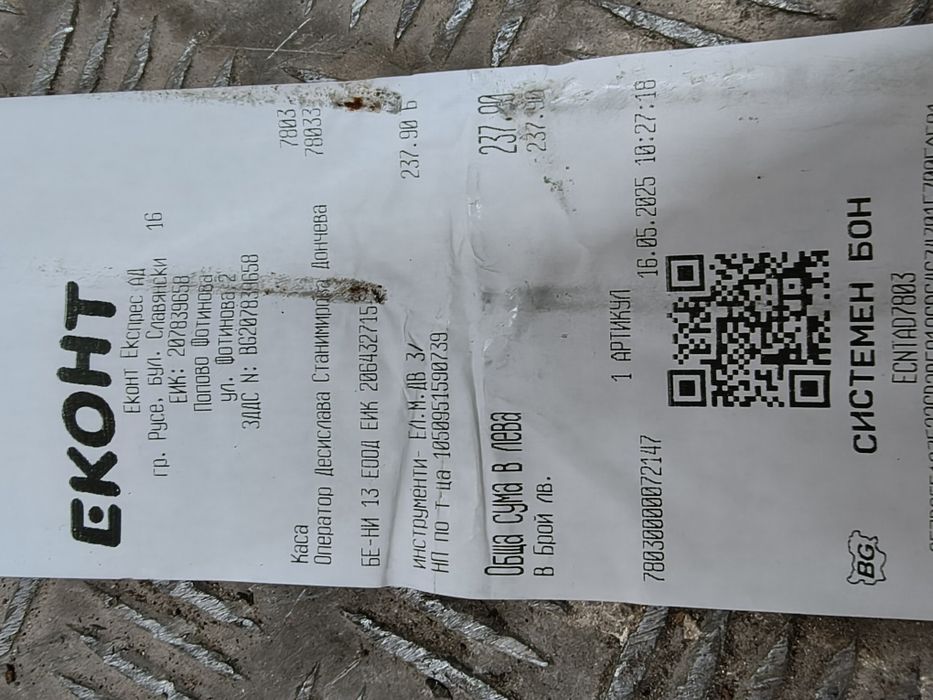 ЕКОНТ
Еконт Експрес АД
гр. Русе, бул. Славянски 16
ЕИК: 207839658
Попово Фотинова
ул. Фотинова 2
ЗДДС N: BG207839658
Каса 7803
Оператор Десислава Станимирова Дончева 78033
БЕ-НИ 13 ЕООД ЕИК 206432715
инструменти- Ел.М.ДВ 3/ 237.90 Б
НП по т-ца 1050951590739
Обща сума в лева 237.90
В Брой лв. 237.90
78030000072147 1 АРТИКУЛ 16.05.2025 10:27:18
BG СИСТЕМЕН БОН
ECNTAD7803